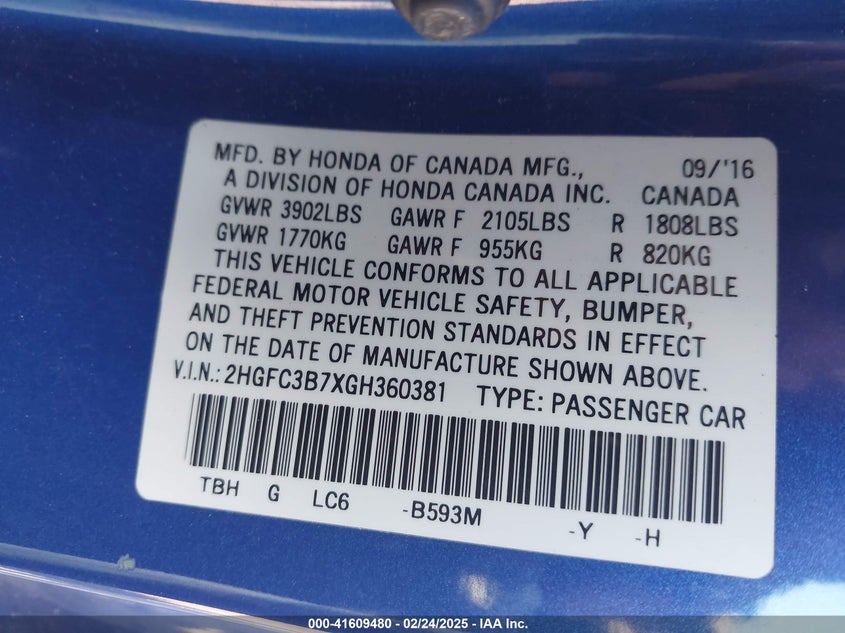 MFD. BY HONDA OF CANADA MFG., 09/'16
A DIVISION OF HONDA CANADA INC. CANADA
GVWR 3902LBS GAWR F 2105LBS R 1808LBS
GVWR 1770KG GAWR F 955KG R 820KG
THIS VEHICLE CONFORMS TO ALL APPLICABLE
FEDERAL MOTOR VEHICLE SAFETY, BUMPER,
AND THEFT PREVENTION STANDARDS IN EFFECT
ON THE DATE OF MANUFACTURE SHOWN ABOVE.
V.I.N.: 2HGFC3B7XGH360381 TYPE: PASSENGER CAR
TBH G LC6 -B593M -Y -H
000-41609480 - 02/24/2025 - IAA Inc.